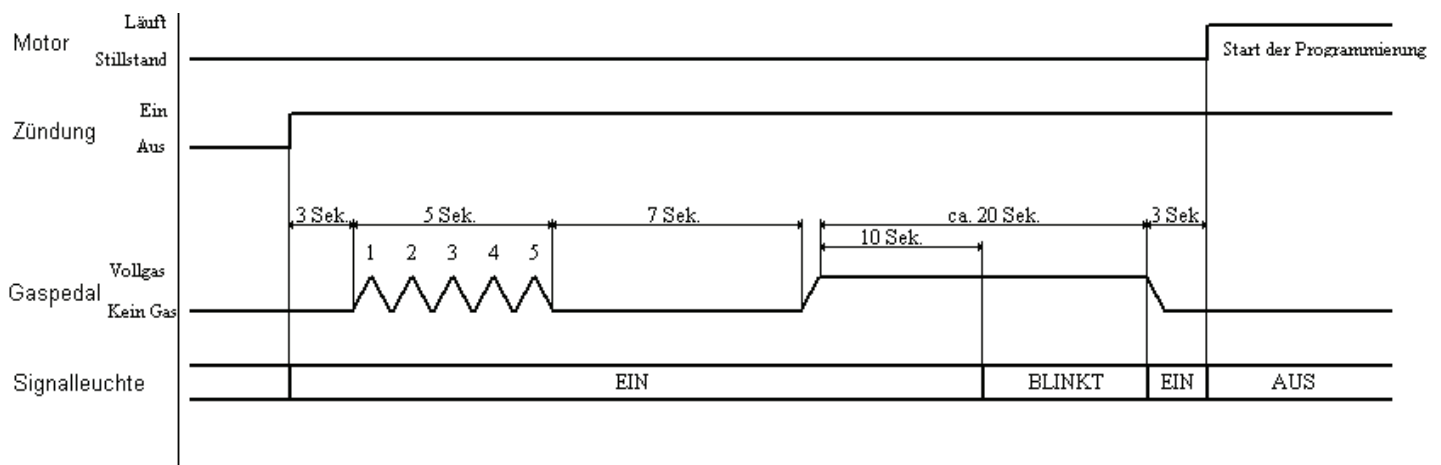 Läuft
Motor
Stillstand
Start der Programmierung
Ein
Zündung
Aus
3 Sek.
5 Sek.
7 Sek.
ca. 20 Sek.
3 Sek
10 Sek.
1 2 3 4 5
Vollgas
Gaspedal
Kein Gas
Signalleuchte
EIN
BLINKT
EIN
AUS